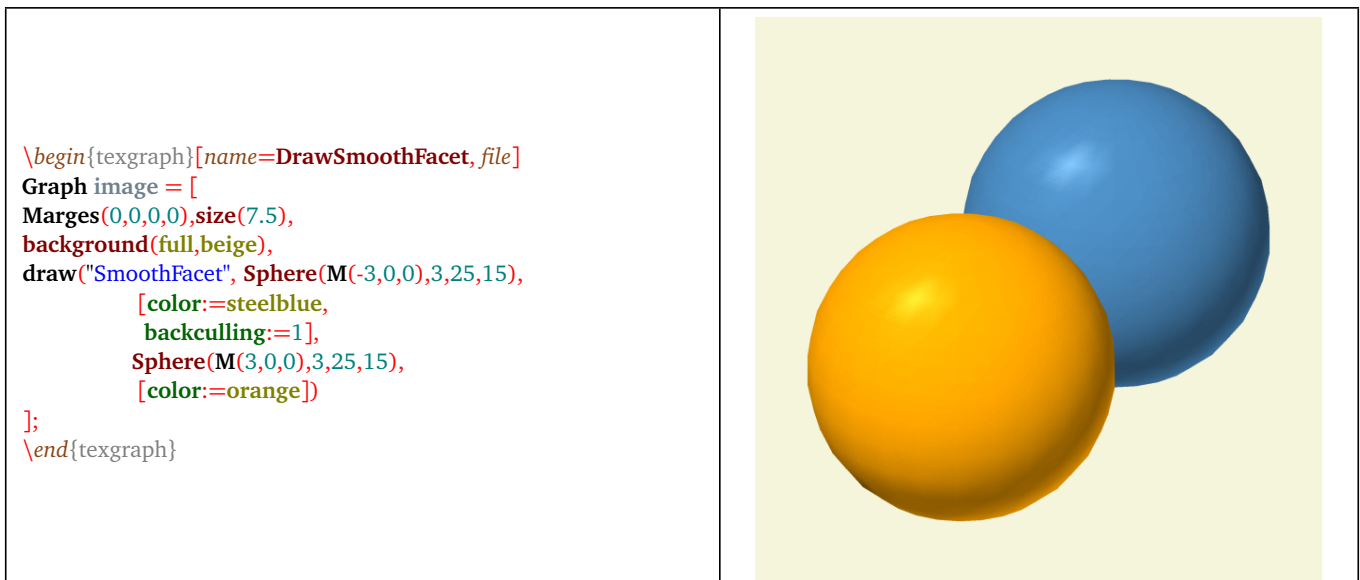 \begin{texgraph}[name=DrawSmoothFacet, file]
Graph image = [
Marges(0,0,0,0),size(7.5),
background(full,beige),
draw("SmoothFacet", Sphere(M(-3,0,0),3,25,15),
[color:=steelblue,
backculling:=1],
Sphere(M(3,0,0),3,25,15),
[color:=orange])
];
\end{texgraph}